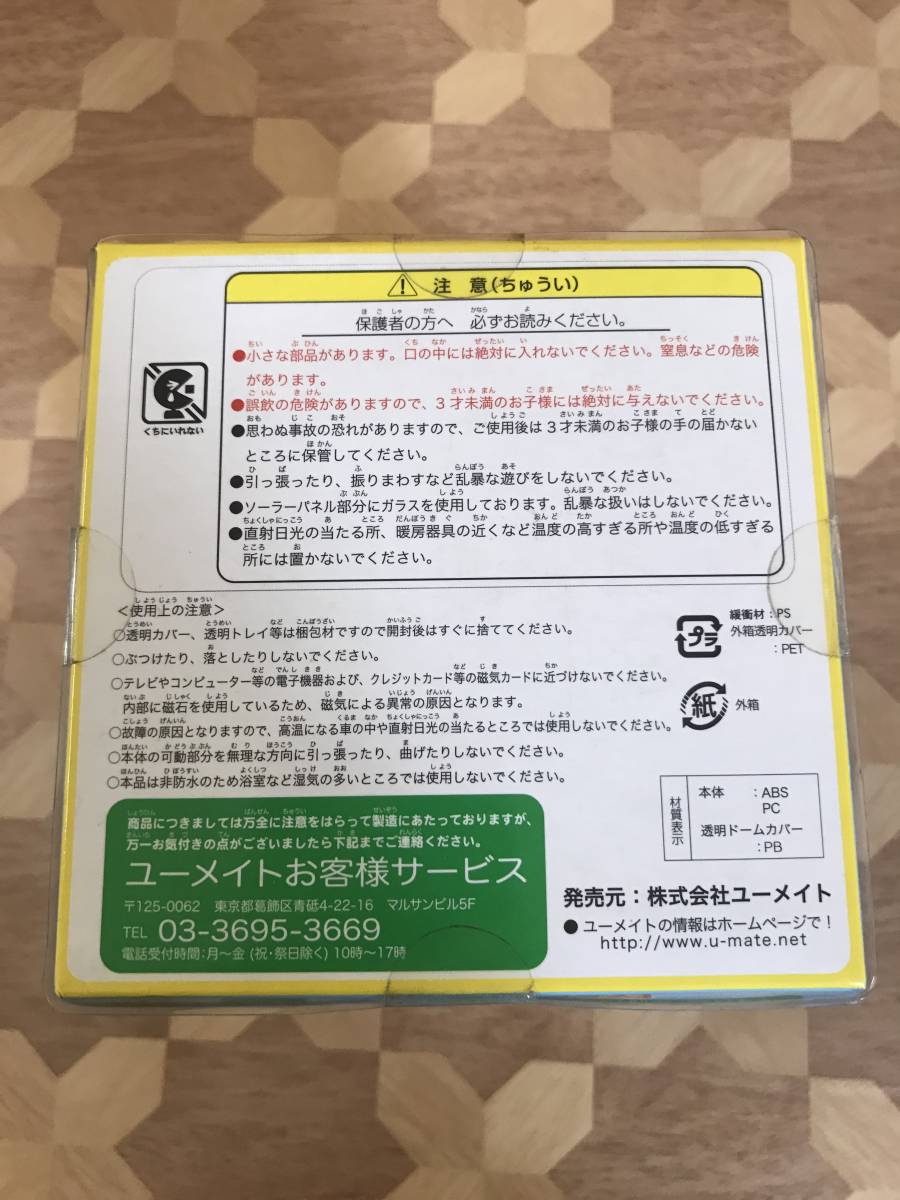 注 意(ちゅうい)
保護者の方へ 必ずお読みください。
●小さな部品があります。口の中には絶対に入れないでください。窒息などの危険
があります。
●誤飲の危険がありますので、3才未満のお子様には絶対に与えないでください。
●思わぬ事故の恐れがありますので、ご使用後は3才未満のお子様の手の届かない
ところに保管してください。
●引っ張ったり、振りまわすなど乱暴な遊びをしないでください。
●ソーラーパネル部分にガラスを使用しております。乱暴な扱いはしないでください。
●直射日光の当たる所、暖房器具の近くなど温度の高すぎる所や温度の低すぎる
所には置かないでください。
くちにいれない
<使用上の注意>
○透明カバー、透明トレイ等は梱包材ですので開封後はすぐに捨ててください。
○ぶつけたり、落としたりしないでください。
○テレビやコンピューター等の電子機器および、クレジットカード等の磁気カードに近づけないでください。
内部に磁石を使用しているため、磁気による異常の原因となります。
○故障の原因となりますので、高温になる車の中や直射日光の当たるところでは使用しないでください。
○本体の可動部分を無理な方向に引っ張ったり、曲げたりしないでください。
○本品は非防水のため浴室など湿気の多いところでは使用しないでください。
プラ
緩衝材:PS
外箱透明カバー
:PET
紙
外箱
材質表示
本体 :ABS
PC
透明ドームカバー
:PB
商品につきましては万全に注意をはらって製造にあたっておりますが、
万一お気付きの点がございましたら下記までご連絡ください。
ユーメイトお客様サービス
〒125-0062 東京都葛飾区青砥4-22-16 マルサンビル5F
TEL 03-3695-3669
電話受付時間:月〜金 (祝・祭日除く) 10時〜17時
発売元:株式会社ユーメイト
● ユーメイトの情報はホームページで!
http://www.u-mate.net